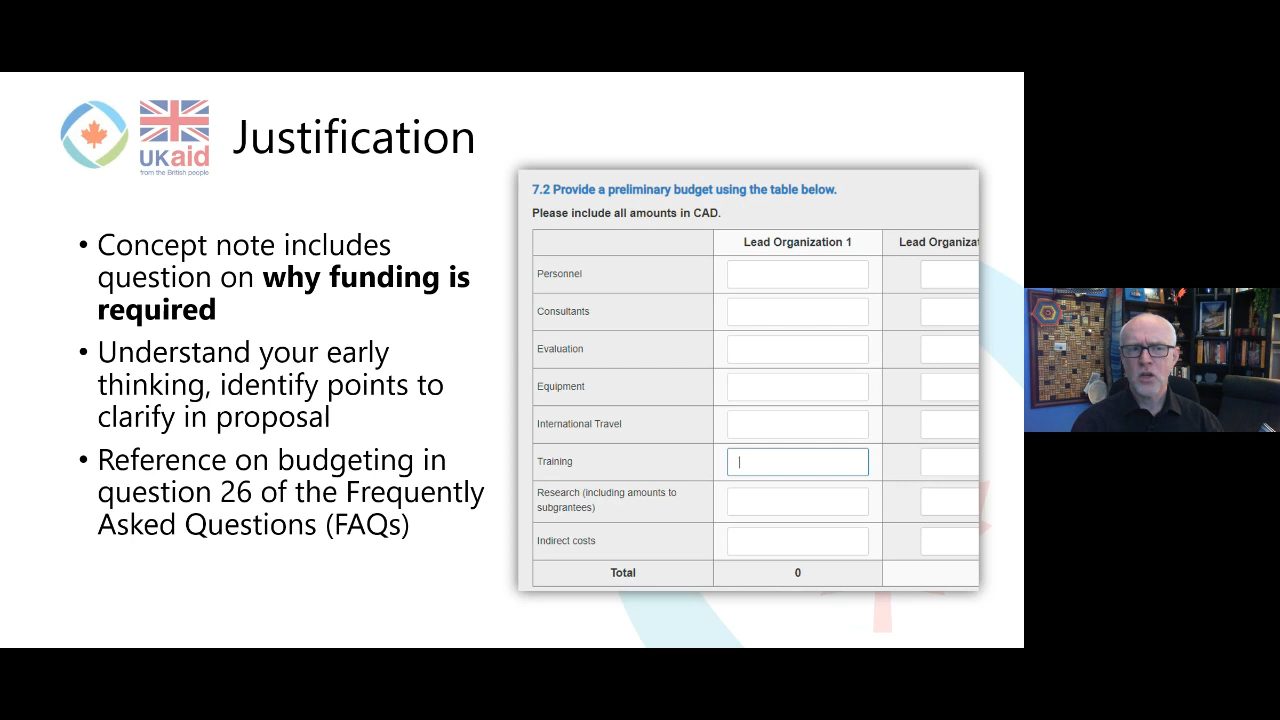 UKaid
from the British people
Justification
• Concept note includes
question on why funding is
required
• Understand your early
thinking, identify points to
clarify in proposal
• Reference on budgeting in
question 26 of the Frequently
Asked Questions (FAQs)
7.2 Provide a preliminary budget using the table below.
Please include all amounts in CAD.
Lead Organization 1
Lead Organizat
Personnel
Consultants
Evaluation
Equipment
International Travel
Training
Research (including amounts to
subgrantees)
Indirect costs
Total
0